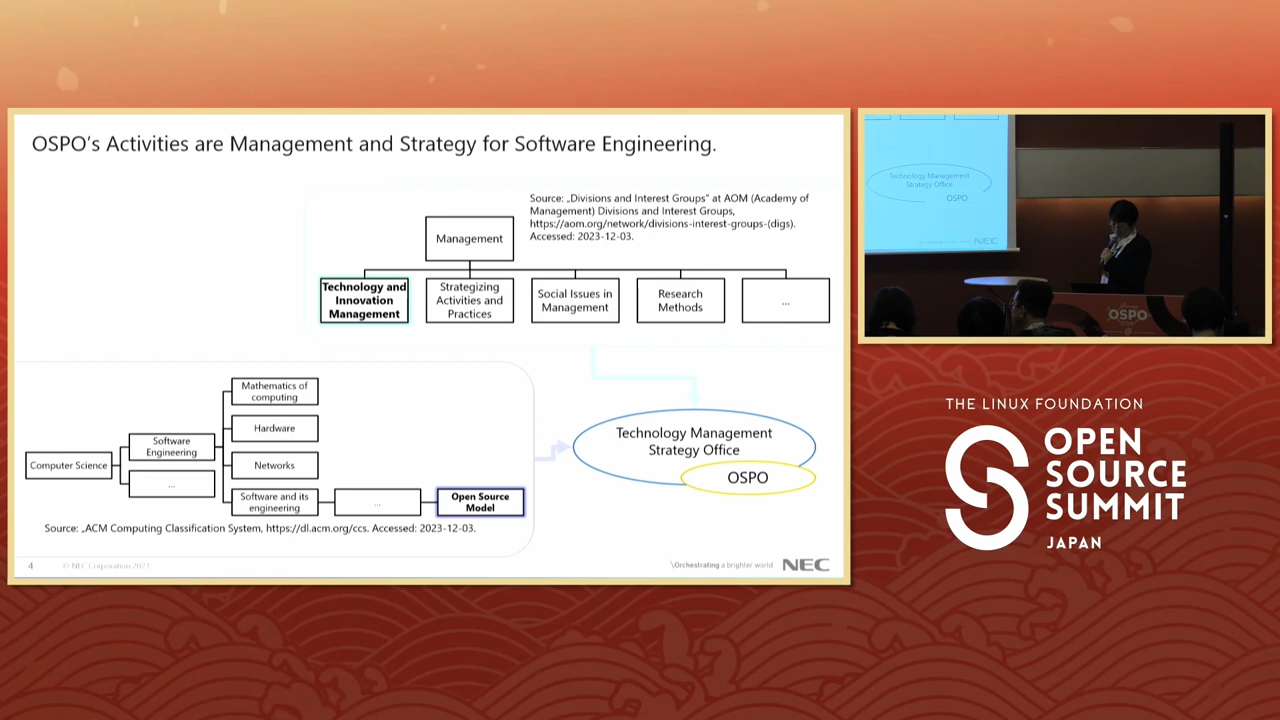 OSPO's Activities are Management and Strategy for Software Engineering.
Source: „Divisions and Interest Groups" at AOM (Academy of
Management) Divisions and Interest Groups,
https://aom.org/network/divisions-interest-groups-(digs).
Accessed: 2023-12-03.
Management
Technology and
Innovation
Management
Strategizing
Activities and
Practices
Social Issues in
Management
Research
Methods
...
Computer Science
Software
Engineering
...
Mathematics of
computing
Hardware
Networks
Software and its
engineering
...
Open Source
Model
Source: „ACM Computing Classification System, https://dl.acm.org/ccs. Accessed: 2023-12-03.
Technology Management
Strategy Office
OSPO
4
© NEC Corporation 2023
\Orchestrating a brighter world
NEC
Technology Management
Strategy Office
OSPO
NEC
OSPO
THE LINUX FOUNDATION
OPEN
SOURCE
SUMMIT
JAPAN